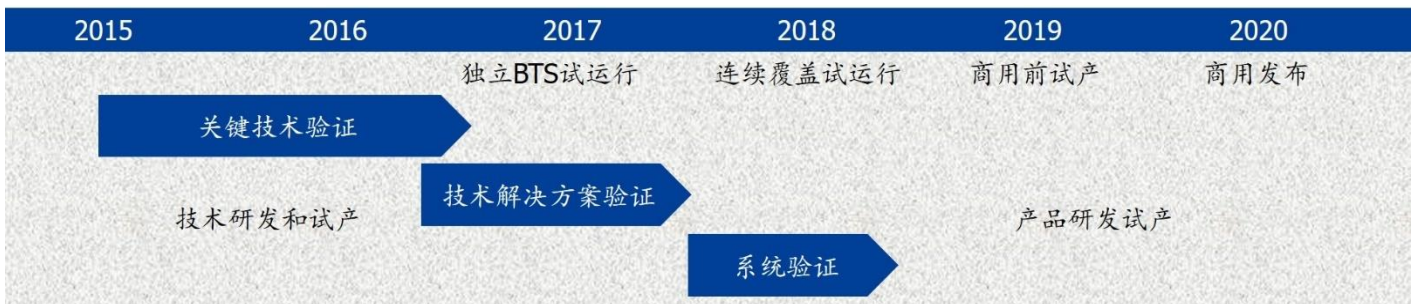 2015 2016 2017 2018 2019 2020
独立BTS试运行 连续覆盖试运行 商用前试产 商用发布
关键技术验证
技术解决方案验证
技术研发和试产 产品研发试产
系统验证